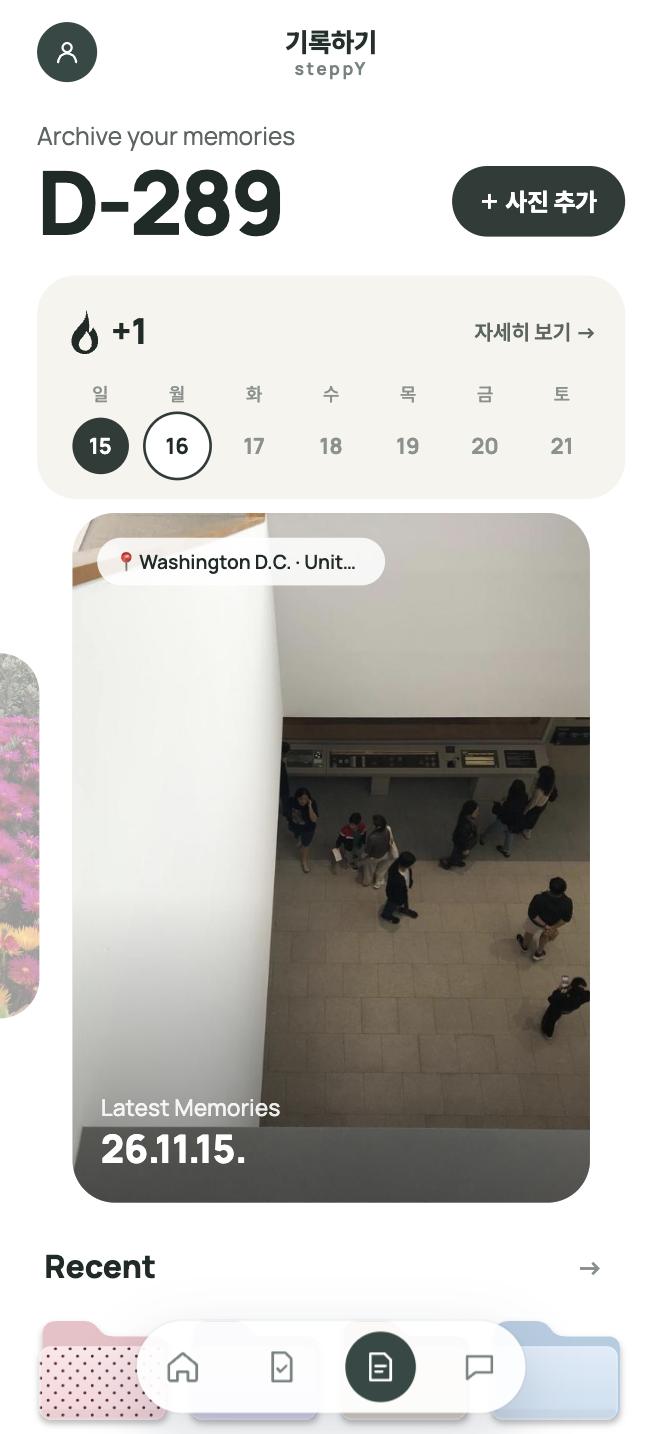 기록하기
steppY
Archive your memories
D-289
+ 사진 추가
+1
자세히 보기 →
일 월 화 수 목 금 토
15 16 17 18 19 20 21
Washington D.C. · Unit...
Latest Memories
26.11.15.
Recent →